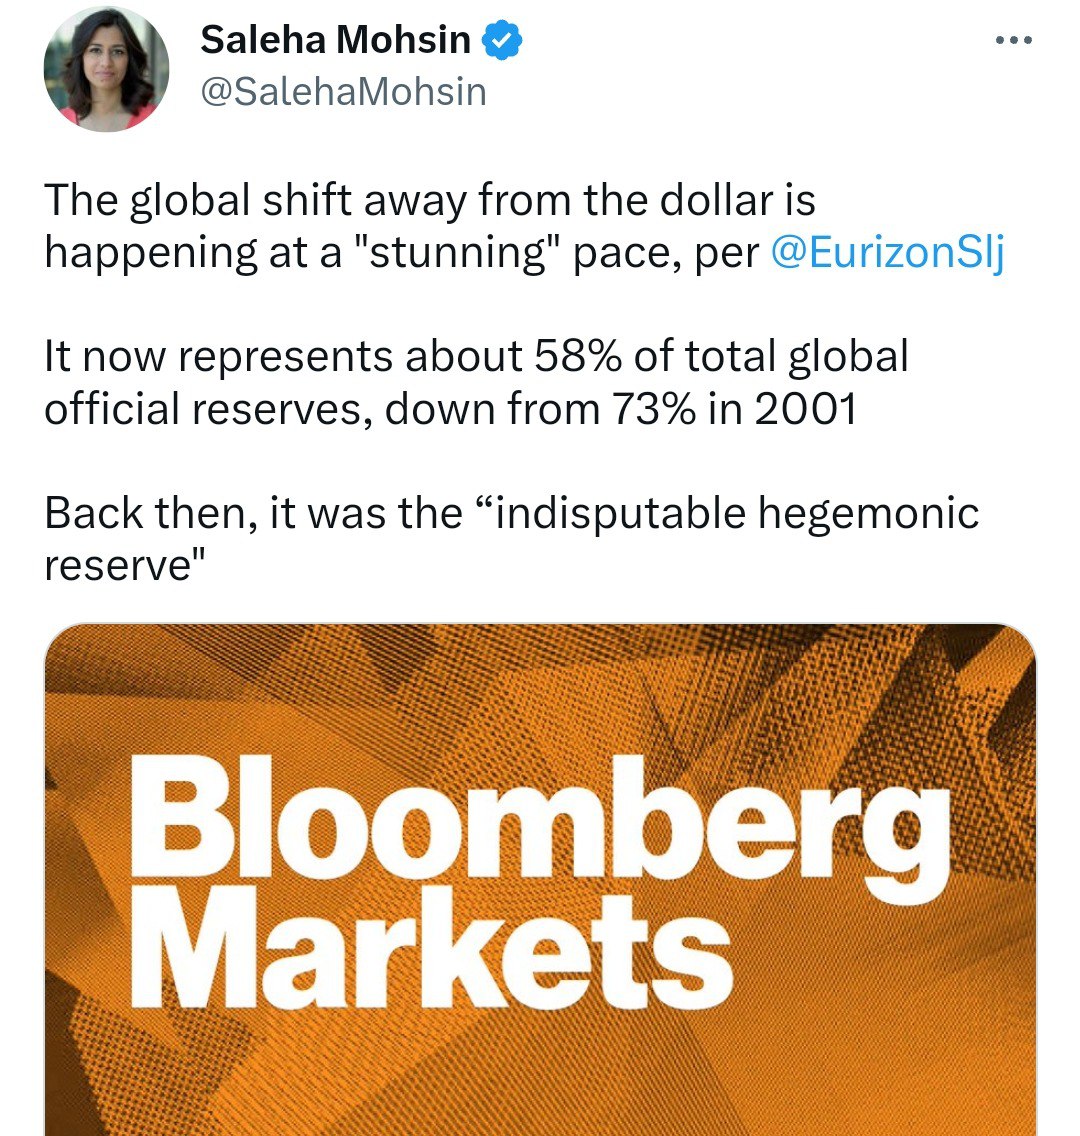 Saleha Mohsin
@SalehaMohsin
The global shift away from the dollar is
happening at a "stunning" pace, per @EurizonSlj
It now represents about 58% of total global
official reserves, down from 73% in 2001
Back then, it was the “indisputable hegemonic
reserve"
Bloomberg
Markets